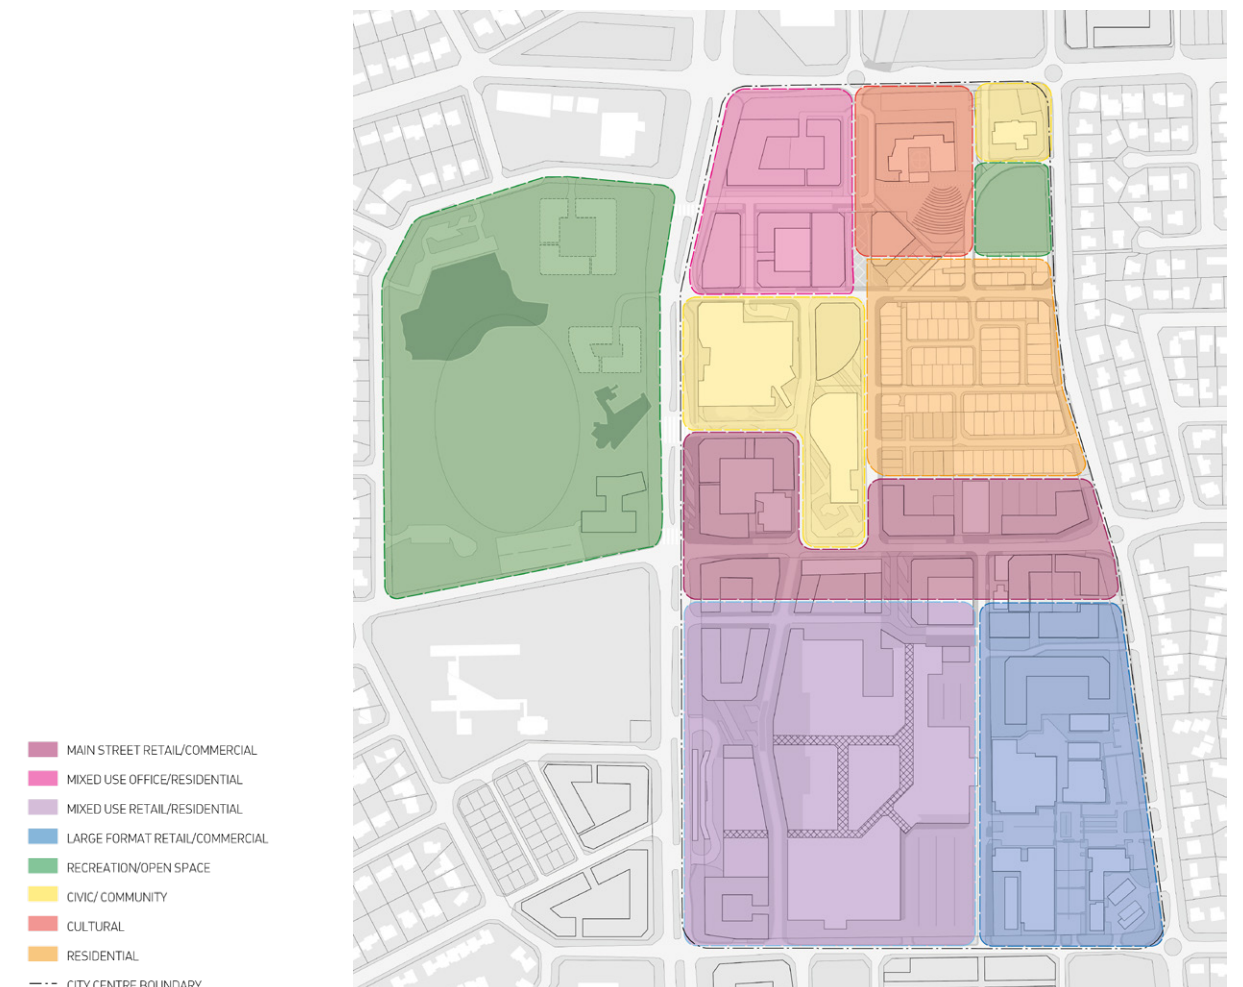 MAIN STREET RETAIL/COMMERCIAL
MIXED USE OFFICE/RESIDENTIAL
MIXED USE RETAIL/RESIDENTIAL
LARGE FORMAT RETAIL/COMMERCIAL
RECREATION/OPEN SPACE
CIVIC/ COMMUNITY
CULTURAL
RESIDENTIAL
CITY CENTRE BOUNDARY